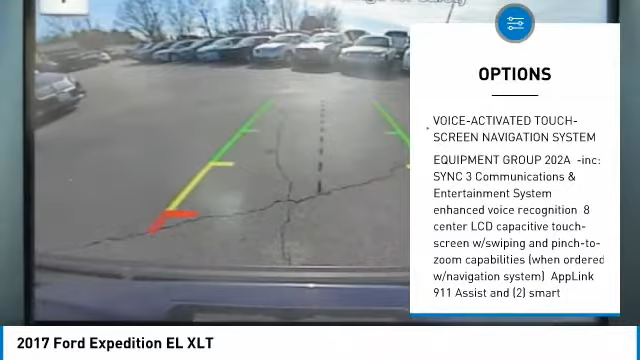 OPTIONS
VOICE-ACTIVATED TOUCH-
SCREEN NAVIGATION SYSTEM
EQUIPMENT GROUP 202A -inc:
SYNC 3 Communications &
Entertainment System
enhanced voice recognition 8
center LCD capacitive touch-
screen w/swiping and pinch-to-
zoom capabilities (when ordered
w/navigation system) AppLink
911 Assist and (2) smart
2017 Ford Expedition EL XLT